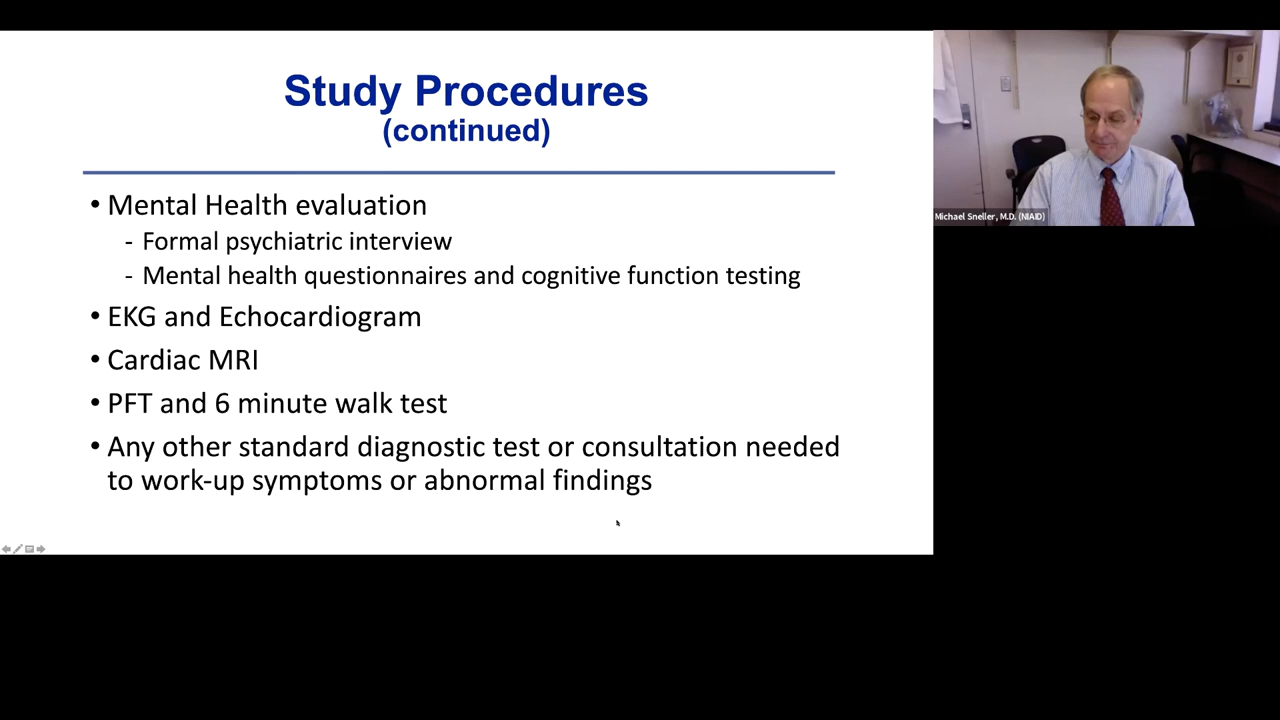 Study Procedures
(continued)
• Mental Health evaluation
- Formal psychiatric interview
- Mental health questionnaires and cognitive function testing
• EKG and Echocardiogram
• Cardiac MRI
• PFT and 6 minute walk test
• Any other standard diagnostic test or consultation needed
to work-up symptoms or abnormal findings
Michael Sneller, M.D. (NIAID)